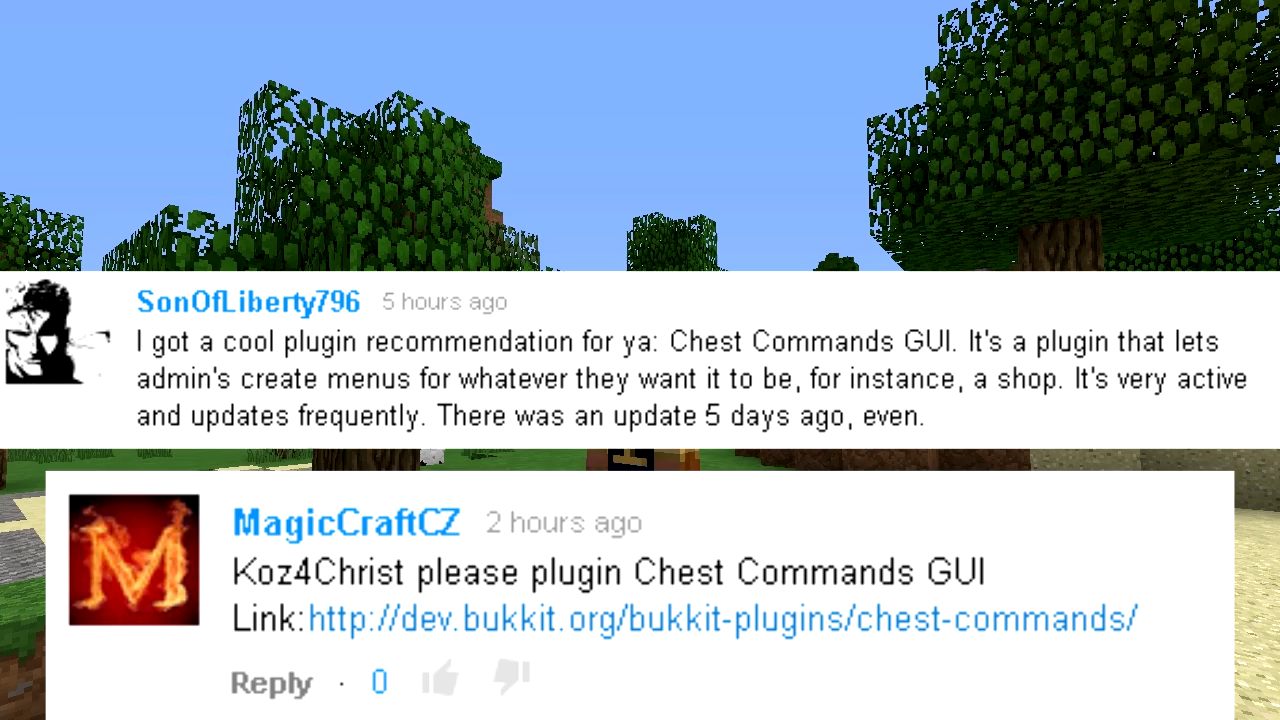 SonOfLiberty796 5 hours ago
I got a cool plugin recommendation for ya: Chest Commands GUI. It's a plugin that lets
admin's create menus for whatever they want it to be, for instance, a shop. It's very active
and updates frequently. There was an update 5 days ago, even.
M
MagicCraftCZ 2 hours ago
Koz4Christ please plugin Chest Commands GUI
Link:http://dev.bukkit.org/bukkit-plugins/chest-commands/
Reply · 0